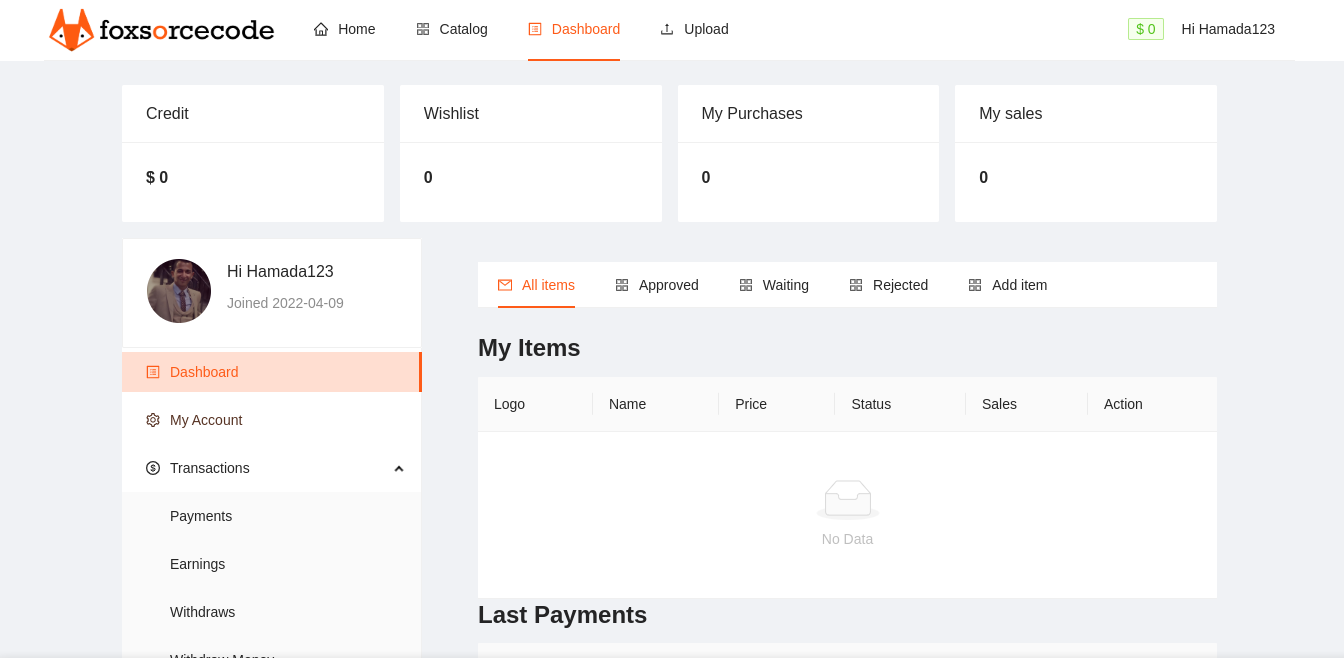 foxsorcecode Home Catalog Dashboard Upload $ 0 Hi Hamada123
Credit Wishlist My Purchases My sales
$ 0 0 0 0
Hi Hamada123
Joined 2022-04-09
Dashboard
My Account
Transactions
Payments
Earnings
Withdraws
Withdraw Money
All items Approved Waiting Rejected Add item
My Items
Logo Name Price Status Sales Action
No Data
Last Payments